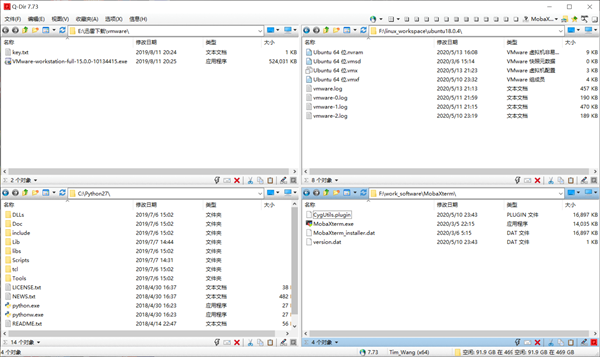 Q-Dir 7.73
文件(F) 编辑(E) 视图(V) 收藏夹(A) 选项(X) 信息(H) MobaX...
E:\迅雷下载\vmware\
名称 修改日期 类型 大小
key.txt 2019/8/11 20:24 文本文档 1 KB
VMware-workstation-full-15.0.0-10134415.exe 2019/8/11 20:25 应用程序 524,031 KB
2 个对象
F:\linux_workspace\ubuntu18.0.4\
名称 修改日期 类型 大小
Ubuntu 64 位.nvram 2020/5/13 16:08 VMware 虚拟机非易... 9 KB
Ubuntu 64 位.vmsd 2020/3/6 15:14 VMware 快照元数据 0 KB
Ubuntu 64 位.vmx 2020/5/13 21:23 VMware 虚拟机配置 3 KB
Ubuntu 64 位.vmxf 2020/5/10 23:32 VMware 组成员 4 KB
vmware.log 2020/5/13 21:23 文本文档 457 KB
vmware-0.log 2020/5/13 11:59 文本文档 190 KB
vmware-1.log 2020/5/11 21:15 文本文档 470 KB
vmware-2.log 2020/5/10 23:19 文本文档 189 KB
8 个对象
C:\Python27\
名称 修改日期 类型 大小
DLLs 2019/7/6 15:02 文件夹
Doc 2019/7/6 15:02 文件夹
include 2019/7/6 15:02 文件夹
Lib 2019/7/7 14:44 文件夹
libs 2019/7/6 15:02 文件夹
Scripts 2019/7/7 14:31 文件夹
tcl 2019/7/6 15:02 文件夹
Tools 2019/7/6 15:02 文件夹
LICENSE.txt 2018/4/30 16:37 文本文档 38
NEWS.txt 2018/4/30 16:37 文本文档 482
python.exe 2018/4/30 16:23 应用程序 27
pythonw.exe 2018/4/30 16:23 应用程序 27
README.txt 2018/4/14 22:47 文本文档 56
14 个对象
F:\work_software\MobaXterm\
名称 修改日期 类型 大小
CygUtils.plugin 2020/5/10 23:43 PLUGIN 文件 16,897 KB
MobaXterm.exe 2020/3/5 22:15 应用程序 14,035 KB
MobaXterm_installer.dat 2020/3/6 5:15 DAT 文件 16,897 KB
version.dat 2020/5/10 23:43 DAT 文件 1 KB
4 个对象
4 个对象 7.73 Tim_Wang (x64) 空闲: 91.9 GB 在 空闲: 91.9 GB 在 469 GB